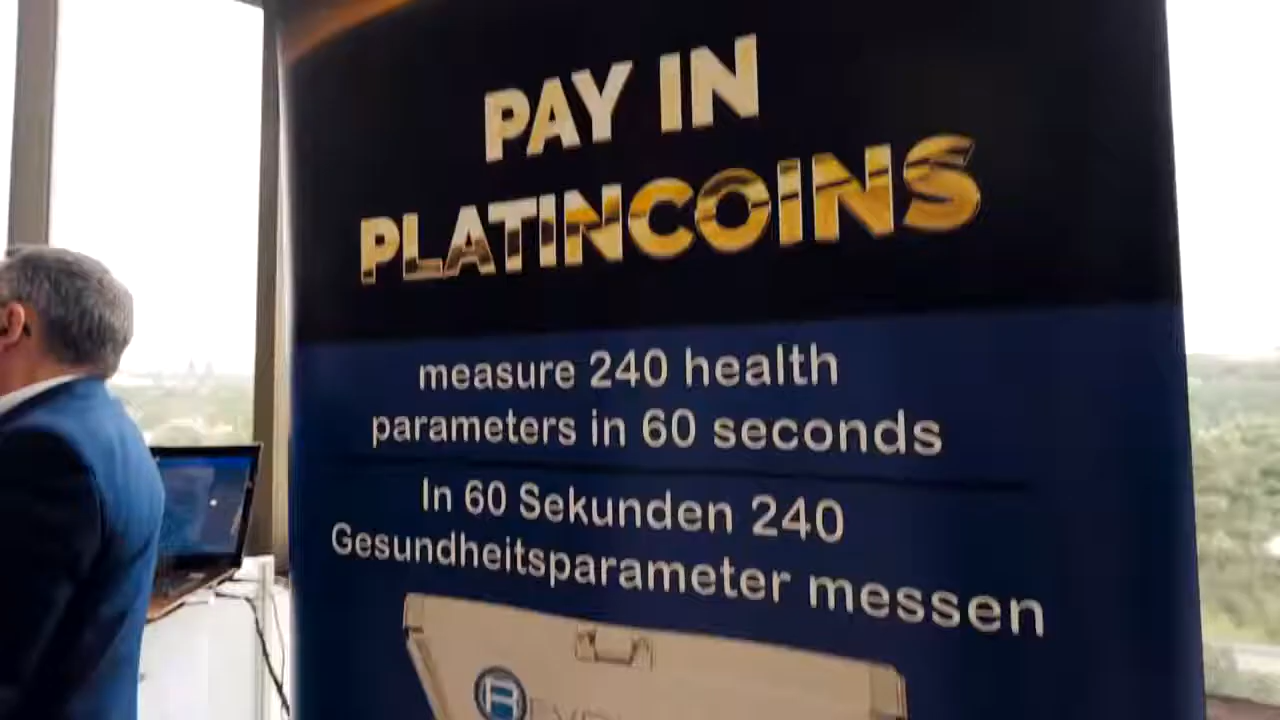 PAY IN
PLATINCOINS
measure 240 health
parameters in 60 seconds
In 60 Sekunden 240
Gesundheitsparameter messen